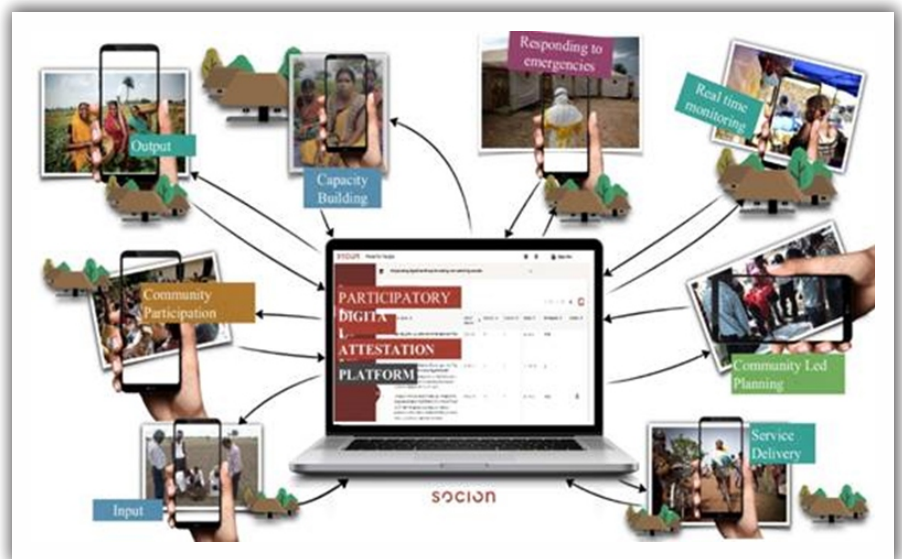 Responding to
emergencies
Real time
monitoring
Output
Capacity
Building
socion
PARTICIPATORY
DIGITA
L
ATTESTATION
PLATFORM
Community
Participation
Community Led
Planning
Service
Delivery
Input
socion